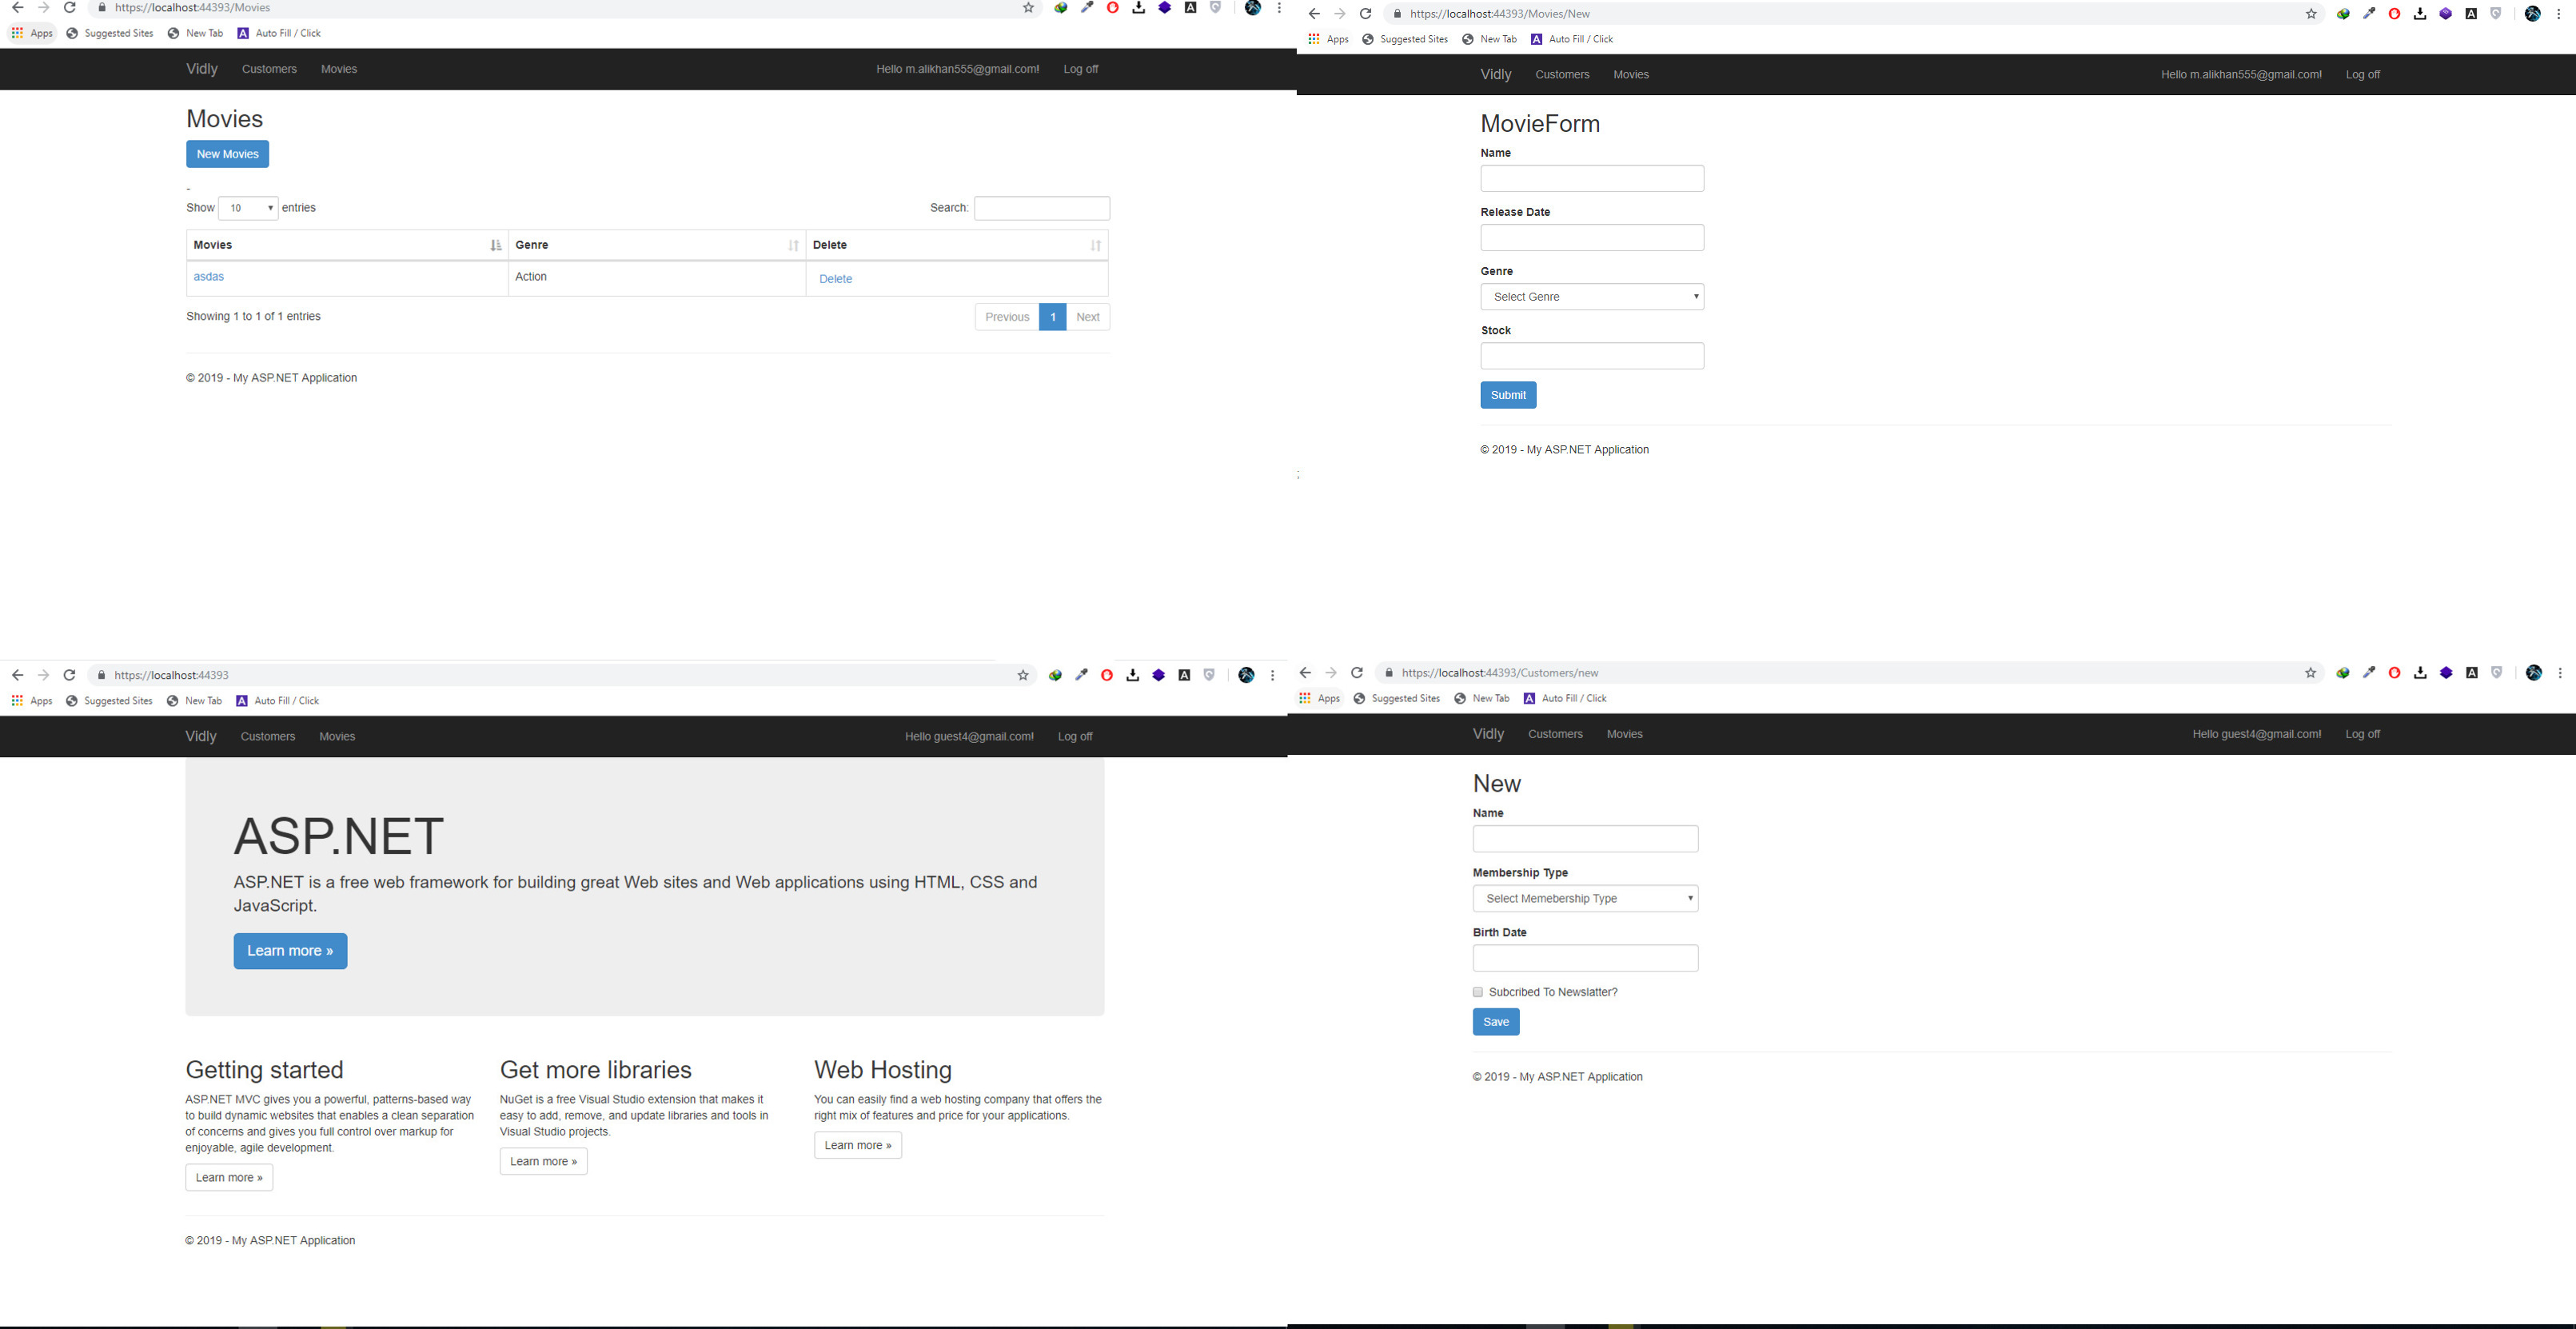 https://localhost:44393/Movies
Apps Suggested Sites New Tab A Auto Fill / Click
Vidly Customers Movies Hello m.alikhan555@gmail.com! Log off
Movies
New Movies
-
Show 10 entries Search:
Movies Genre Delete
asdas Action Delete
Showing 1 to 1 of 1 entries Previous 1 Next
© 2019 - My ASP.NET Application
https://localhost:44393/Movies/New
Apps Suggested Sites New Tab A Auto Fill / Click
Vidly Customers Movies Hello m.alikhan555@gmail.com! Log off
MovieForm
Name
Release Date
Genre
Select Genre
Stock
Submit
© 2019 - My ASP.NET Application
;
https://localhost:44393
Apps Suggested Sites New Tab A Auto Fill / Click
Vidly Customers Movies Hello guest4@gmail.com! Log off
ASP.NET
ASP.NET is a free web framework for building great Web sites and Web applications using HTML, CSS and
JavaScript.
Learn more »
Getting started
ASP.NET MVC gives you a powerful, patterns-based way
to build dynamic websites that enables a clean separation
of concerns and gives you full control over markup for
enjoyable, agile development.
Learn more »
Get more libraries
NuGet is a free Visual Studio extension that makes it
easy to add, remove, and update libraries and tools in
Visual Studio projects.
Learn more »
Web Hosting
You can easily find a web hosting company that offers the
right mix of features and price for your applications.
Learn more »
© 2019 - My ASP.NET Application
https://localhost:44393/Customers/new
Apps Suggested Sites New Tab A Auto Fill / Click
Vidly Customers Movies Hello guest4@gmail.com! Log off
New
Name
Membership Type
Select Memebership Type
Birth Date
Subcribed To Newslatter?
Save
© 2019 - My ASP.NET Application